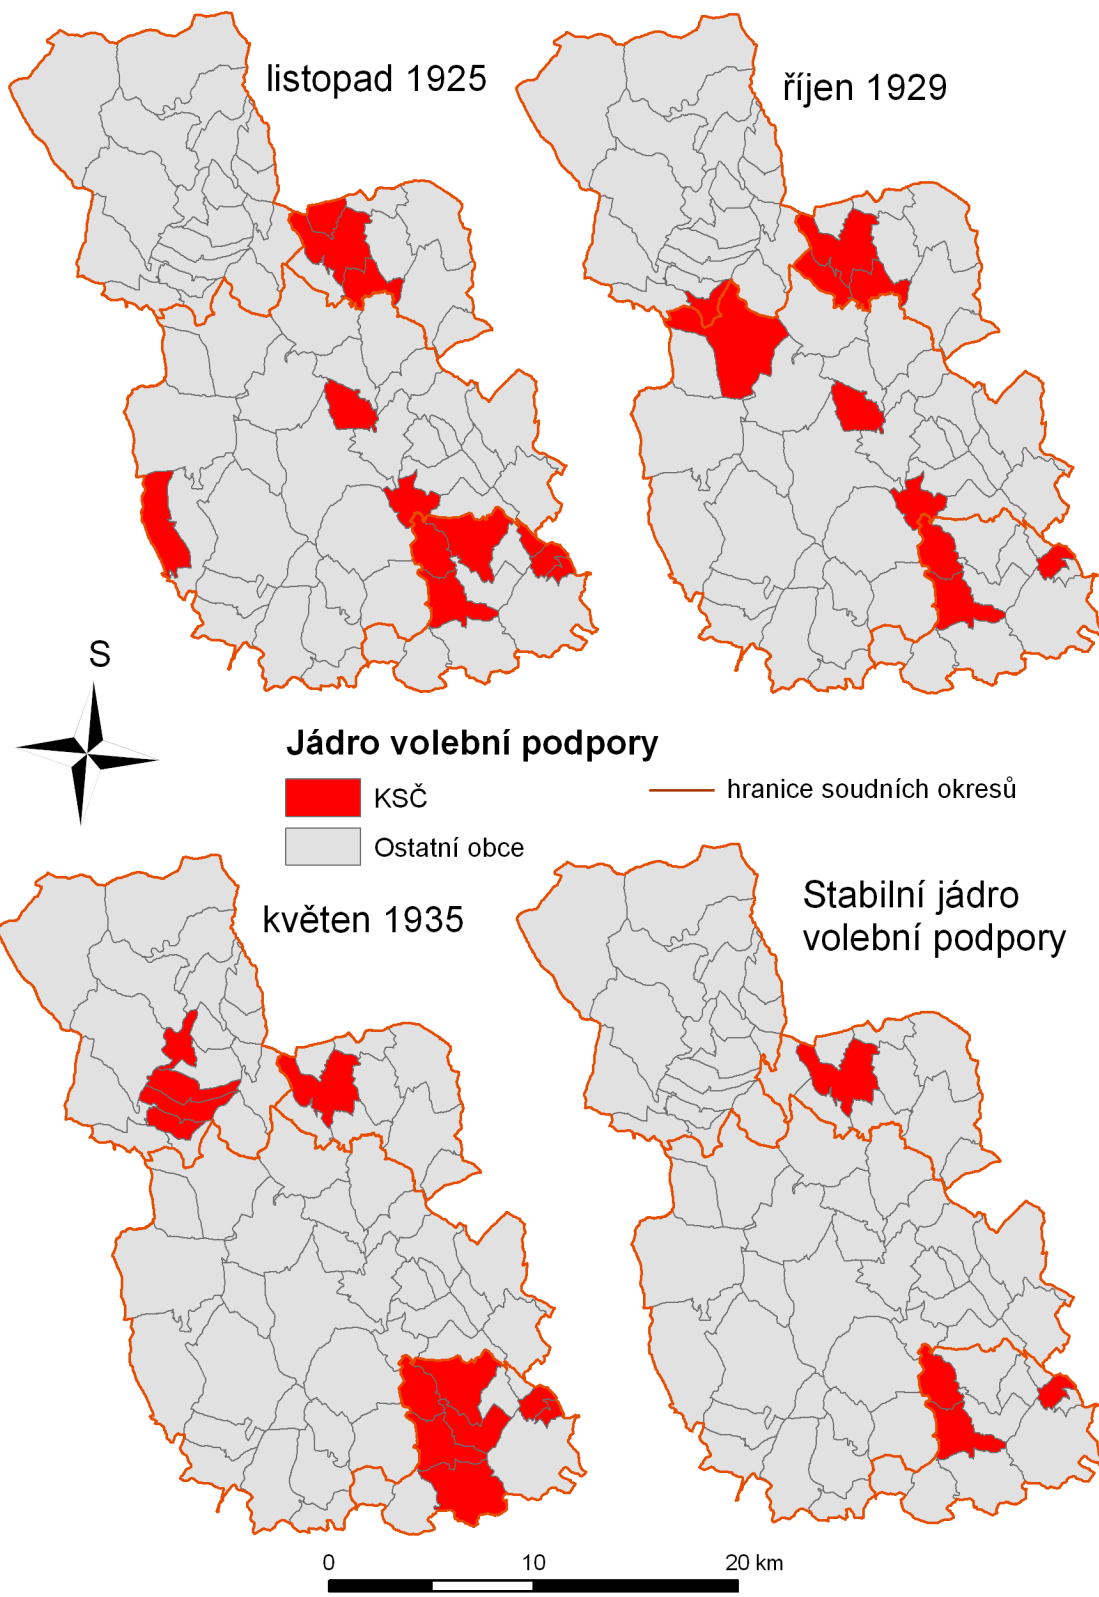 listopad 1925
říjen 1929
S
Jádro volební podpory
KSČ
hranice soudních okresů
Ostatní obce
květen 1935
Stabilní jádro
volební podpory
0 10 20 km